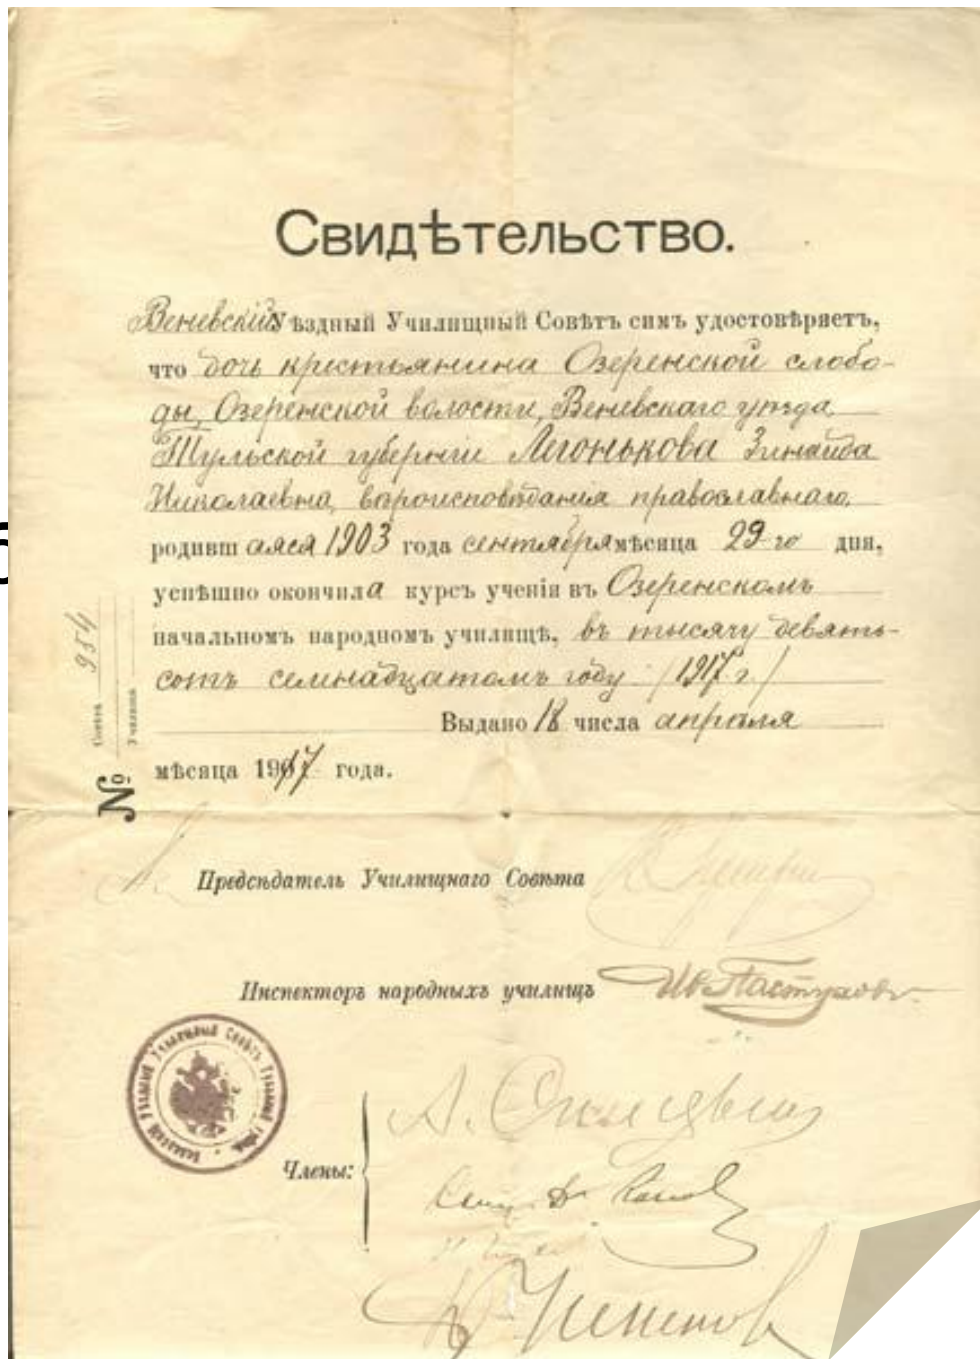 Свидѣтельство.
Веневскій Уѣздный Училищный Совѣтъ симъ удостовѣряетъ,
что дочь крестьянина Озеренской слобо-
ды, Озеренской волости, Веневскаго уѣзда
Тульской губерніи Легонькова Зинаида
Николаевна, вѣроисповѣданія православнаго,
родившаяся 1903 года сентября мѣсяца 29-го дня,
успѣшно окончила курсъ ученія въ Озеренскомъ
начальномъ народномъ училищѣ, въ тысячу девять-
сотъ семнадцатомъ году (1917 г.)
Выдано 18 числа апрѣля
мѣсяца 1917 года.
№ Совѣта 954
Училища
Предсѣдатель Училищнаго Совѣта
Инспекторъ народныхъ училищъ Ив Пастуховъ
Члены: